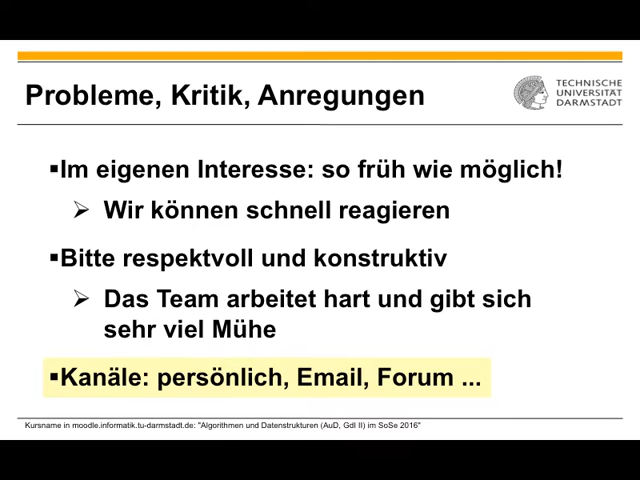 Probleme, Kritik, Anregungen
TECHNISCHE
UNIVERSITÄT
DARMSTADT
▪Im eigenen Interesse: so früh wie möglich!
➢ Wir können schnell reagieren
▪Bitte respektvoll und konstruktiv
➢ Das Team arbeitet hart und gibt sich
sehr viel Mühe
▪Kanäle: persönlich, Email, Forum ...
Kursname in moodle.informatik.tu-darmstadt.de: "Algorithmen und Datenstrukturen (AuD, GdI II) im SoSe 2016"